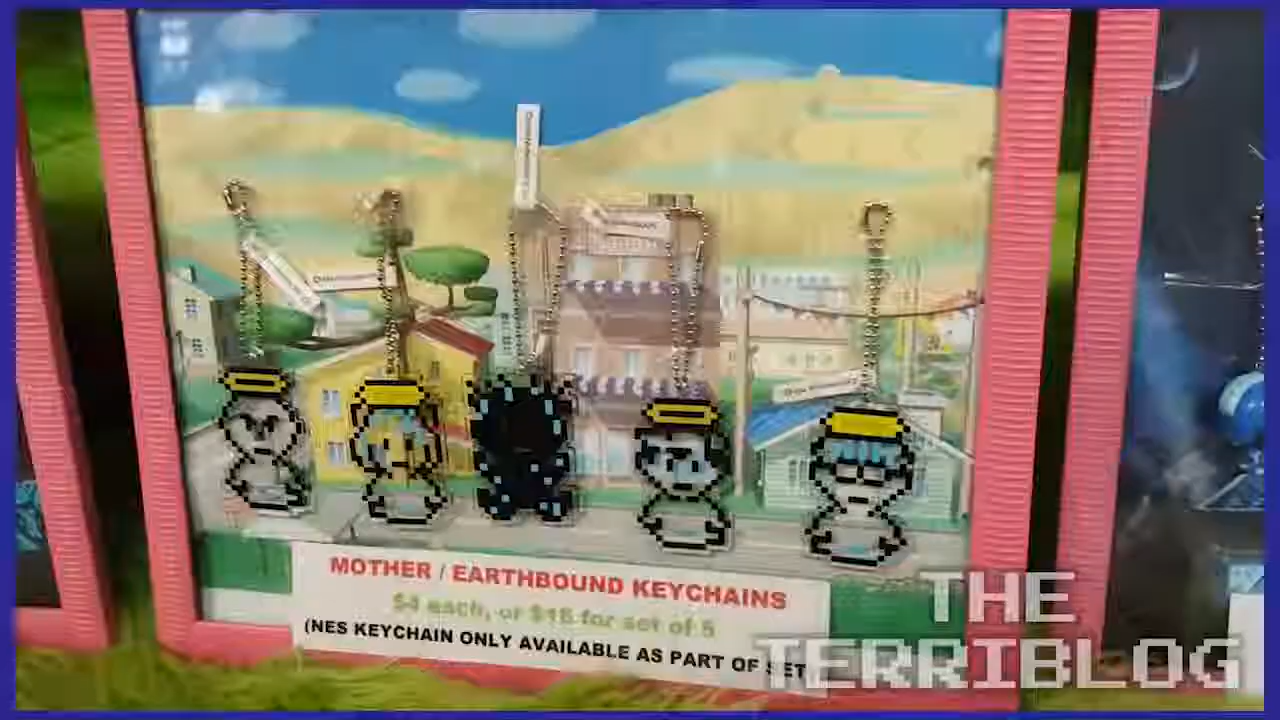 MOTHER / EARTHBOUND KEYCHAINS
$4 each, or $15 for set of 5
(NES KEYCHAIN ONLY AVAILABLE AS PART OF SET
THE
TERRIBLOG